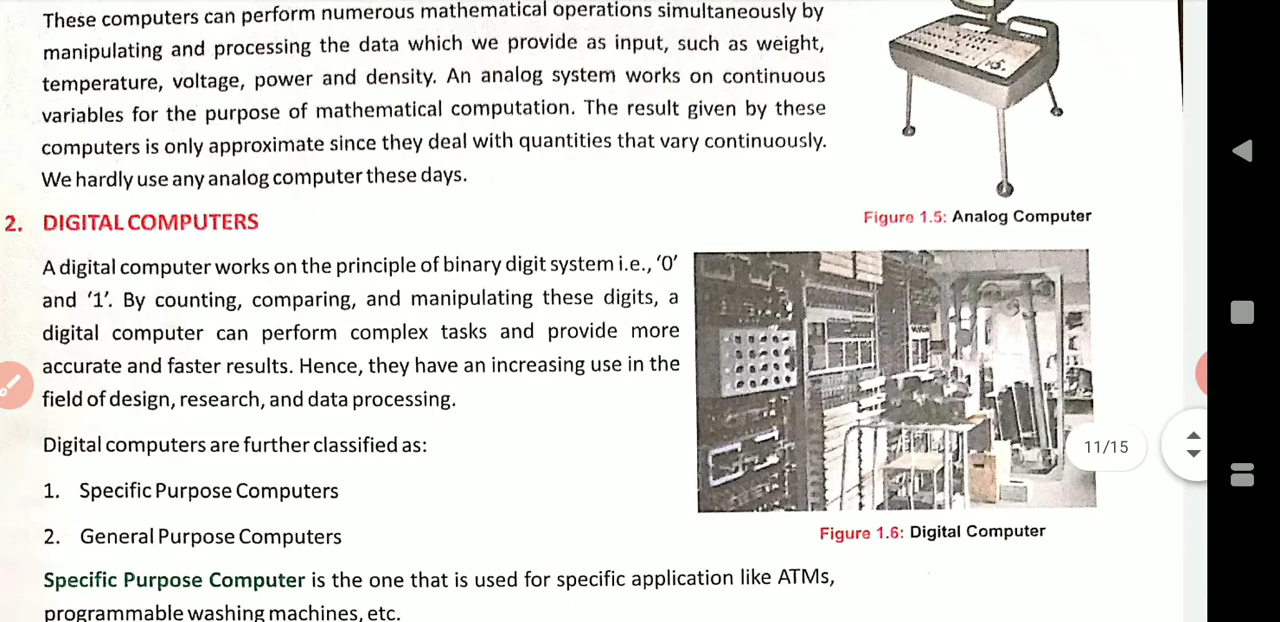 These computers can perform numerous mathematical operations simultaneously by
manipulating and processing the data which we provide as input, such as weight,
temperature, voltage, power and density. An analog system works on continuous
variables for the purpose of mathematical computation. The result given by these
computers is only approximate since they deal with quantities that vary continuously.
We hardly use any analog computer these days.
Figure 1.5: Analog Computer
2. DIGITAL COMPUTERS
A digital computer works on the principle of binary digit system i.e., ‘0’
and ‘1’. By counting, comparing, and manipulating these digits, a
digital computer can perform complex tasks and provide more
accurate and faster results. Hence, they have an increasing use in the
field of design, research, and data processing.
Digital computers are further classified as:
1. Specific Purpose Computers
2. General Purpose Computers
Figure 1.6: Digital Computer
11/15
Specific Purpose Computer is the one that is used for specific application like ATMs,
programmable washing machines, etc.